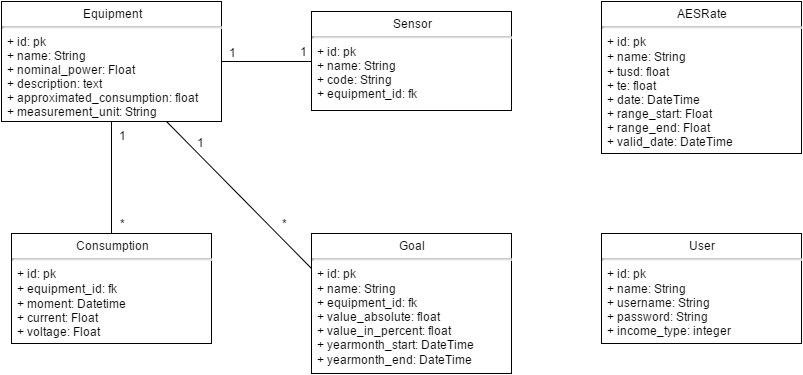 Equipment
+ id: pk
+ name: String
+ nominal_power: Float
+ description: text
+ approximated_consumption: float
+ measurement_unit: String
1
1
Sensor
+ id: pk
+ name: String
+ code: String
+ equipment_id: fk
AESRate
+ id: pk
+ name: String
+ tusd: float
+ te: float
+ date: DateTime
+ range_start: Float
+ range_end: Float
+ valid_date: DateTime
1
*
1
*
Consumption
+ id: pk
+ equipment_id: fk
+ moment: Datetime
+ current: Float
+ voltage: Float
Goal
+ id: pk
+ name: String
+ equipment_id: fk
+ value_absolute: float
+ value_in_percent: float
+ yearmonth_start: DateTime
+ yearmonth_end: DateTime
User
+ id: pk
+ name: String
+ username: String
+ password: String
+ income_type: integer